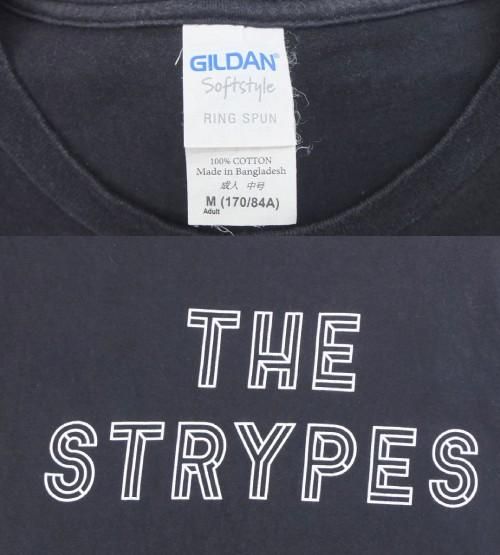 GILDAN®
Softstyle
RING SPUN
100% COTTON
Made in Bangladesh
成人 中号
M (170/84A)
Adult
THE
STRYPES